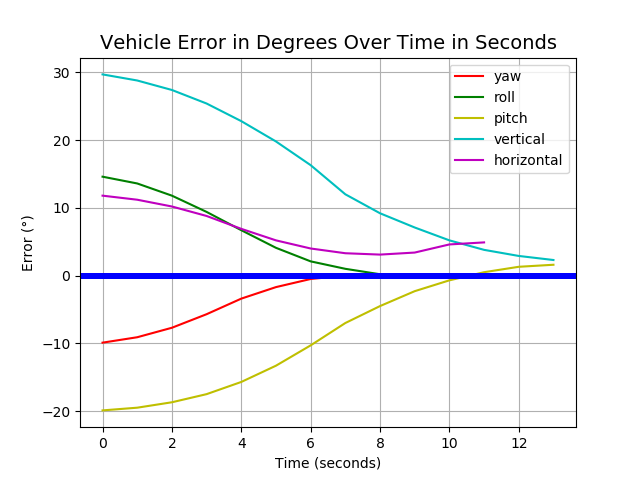 Vehicle Error in Degrees Over Time in Seconds
yaw
roll
pitch
vertical
horizontal
30
20
10
0
−10
−20
Error (°)
0 2 4 6 8 10 12
Time (seconds)